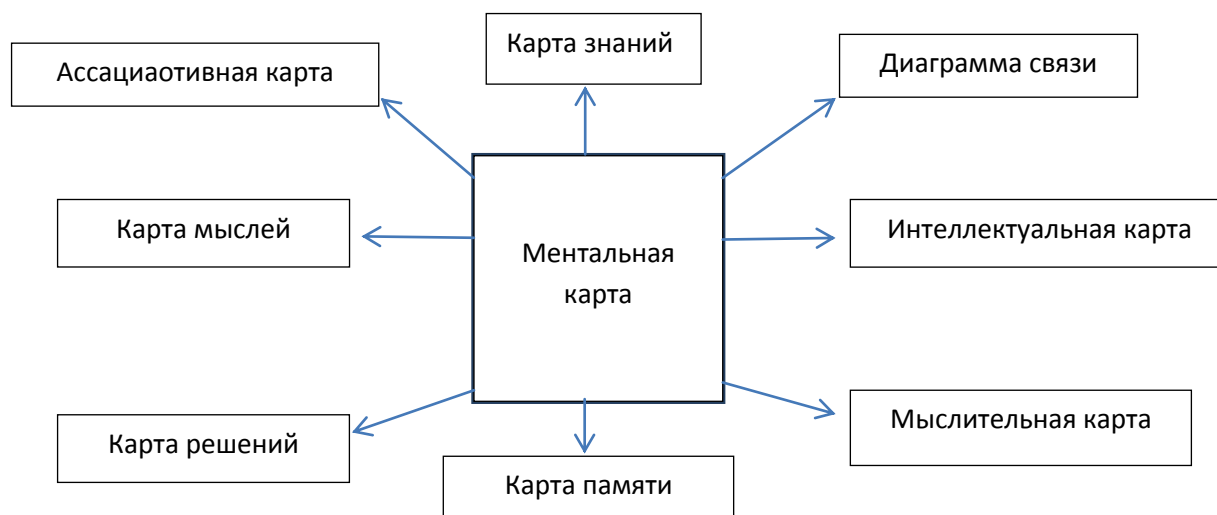 Карта знаний
Ассациаотивная карта
Диаграмма связи
Карта мыслей
Ментальная
карта
Интеллектуальная карта
Карта решений
Мыслительная карта
Карта памяти